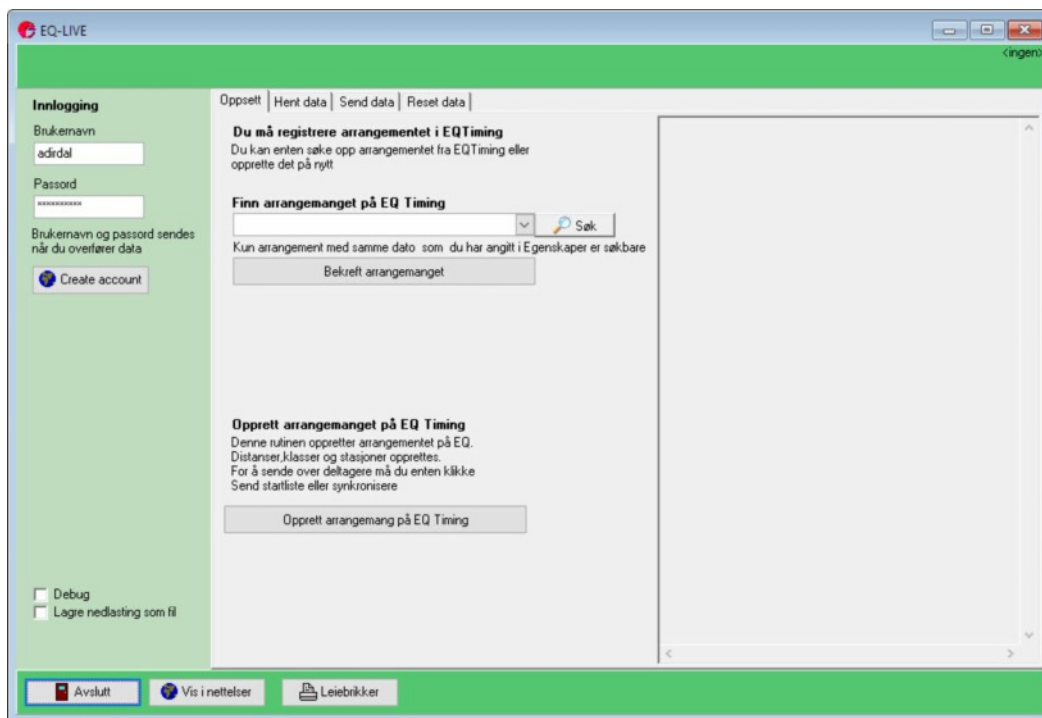 EQ-LIVE
<ingen>
Innlogging
Brukernavn
adirdal
Passord
**********
Brukernavn og passord sendes
når du overfører data
Create account
Debug
Lagre nedlasting som fil
Oppsett
Hent data
Send data
Reset data
Du må registrere arrangementet i EQTiming
Du kan enten søke opp arrangementet fra EQTiming eller
opprette det på nytt
Finn arrangemanget på EQ Timing
Søk
Kun arrangement med samme dato som du har angitt i Egenskaper er søkbare
Bekreft arrangemanget
Opprett arrangemanget på EQ Timing
Denne rutinen oppretter arrangementet på EQ.
Distanser,klasser og stasjoner opprettes.
For å sende over deltagere må du enten klikke
Send startliste eller synkronisere
Opprett arrangemang på EQ Timing
Avslutt
Vis i nettelser
Leiebrikker